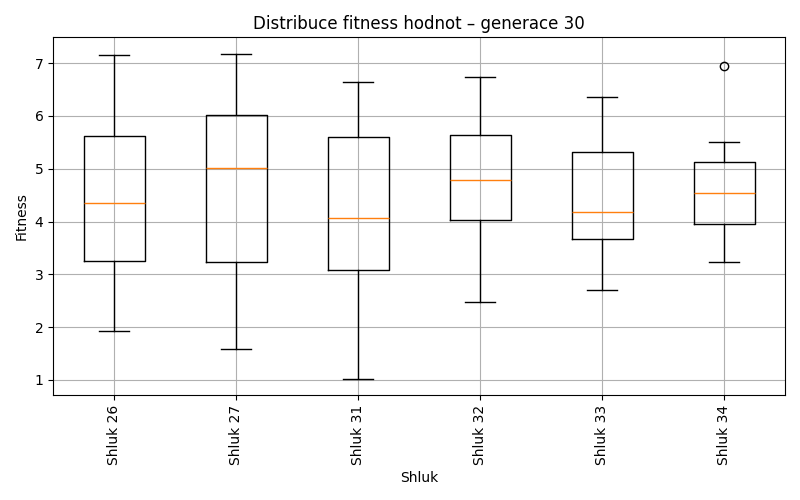 Distribuce fitness hodnot – generace 30
Fitness
7
6
5
4
3
2
1
Shluk 26
Shluk 27
Shluk 31
Shluk 32
Shluk 33
Shluk 34
Shluk